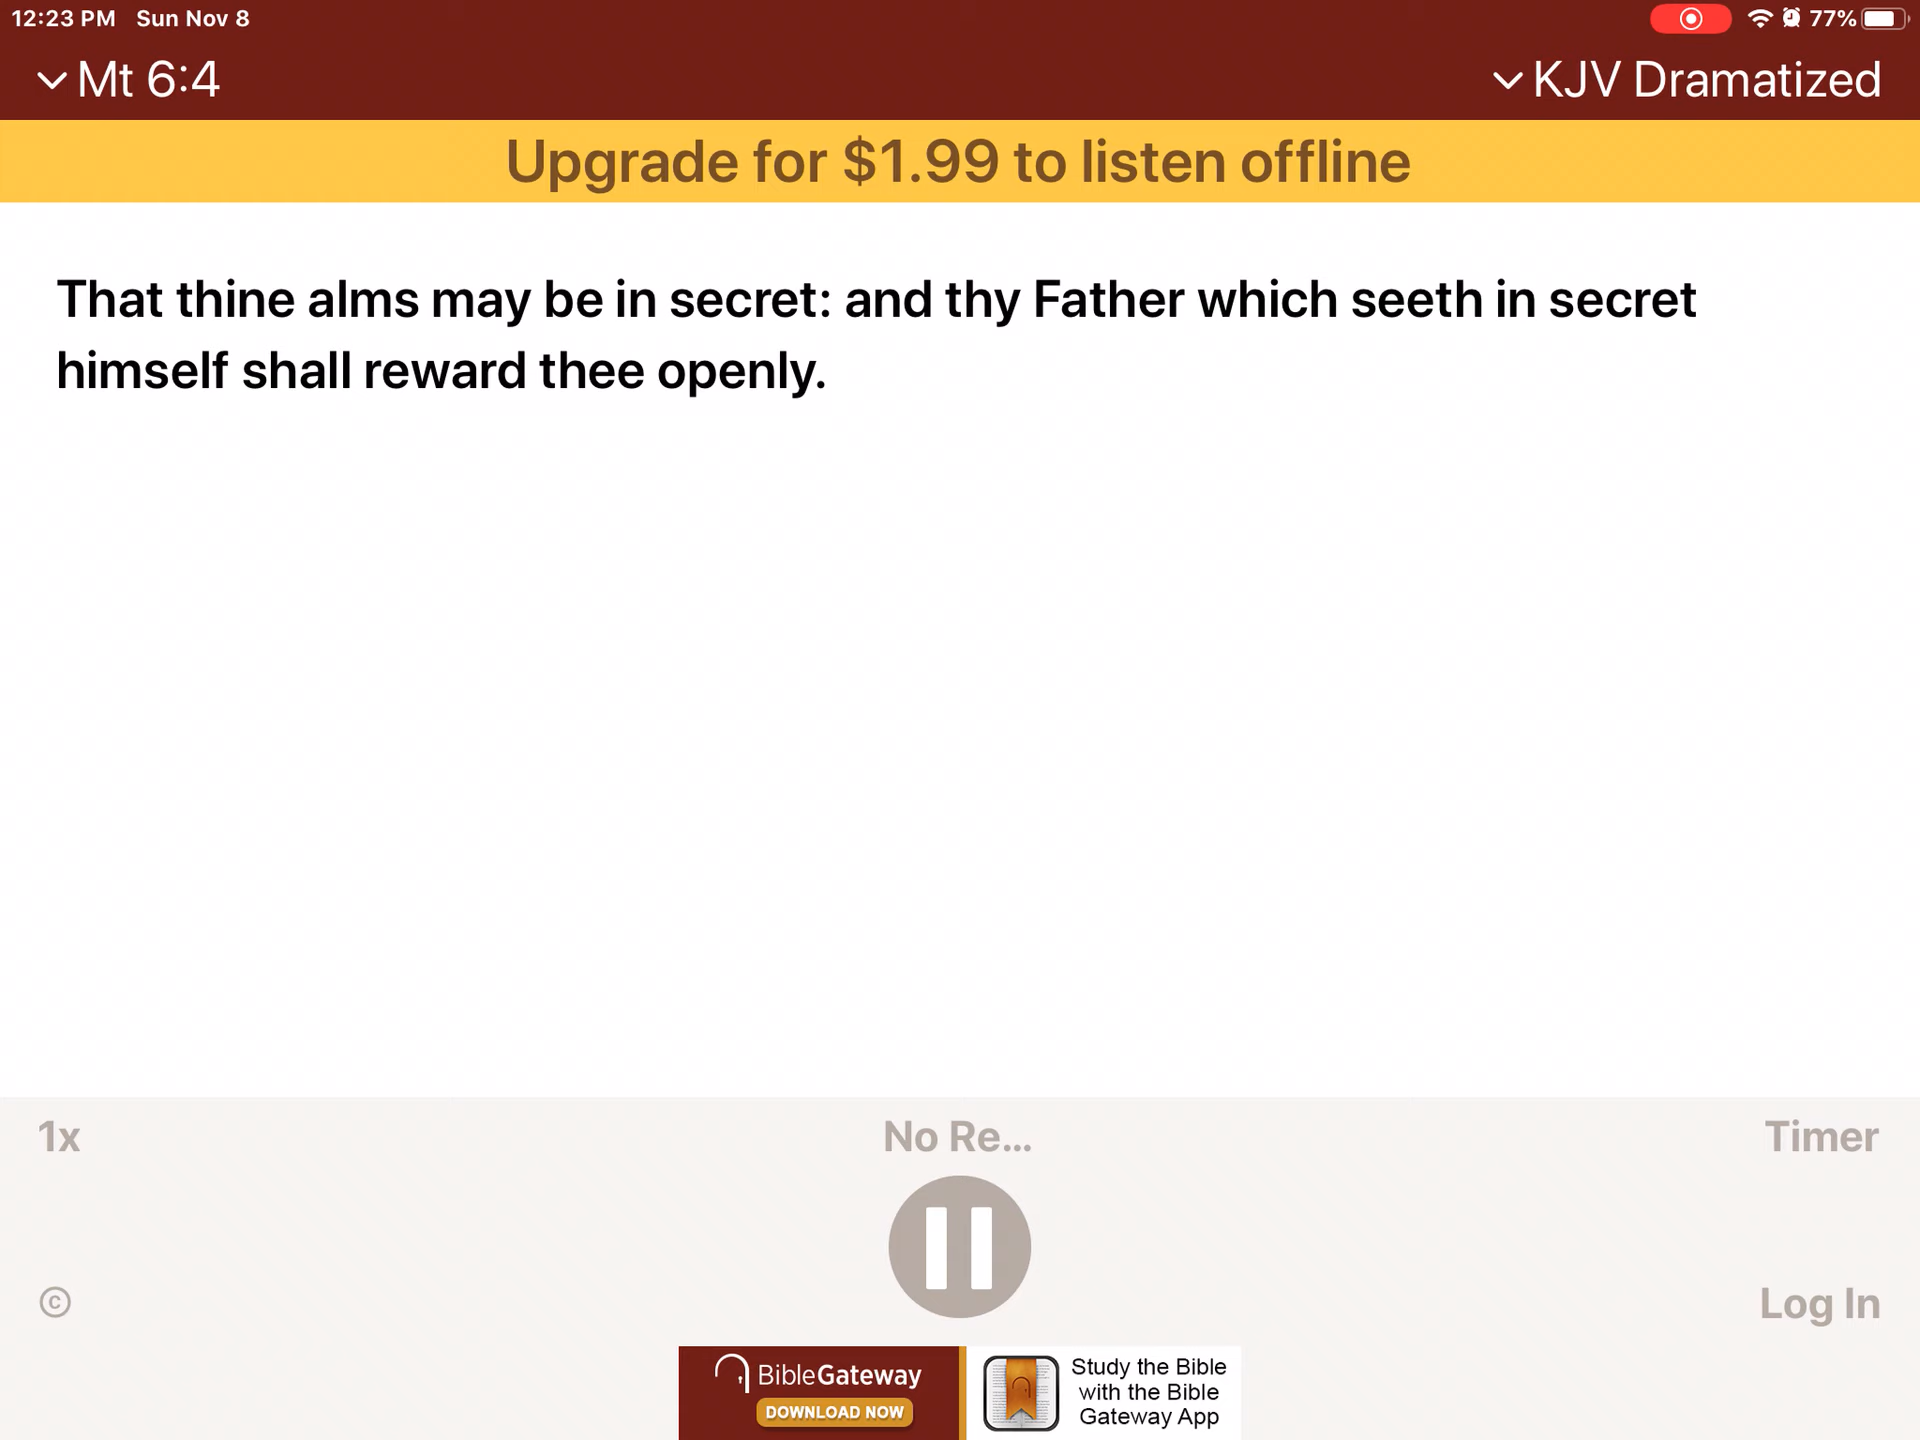 12:23 PM Sun Nov 8
77%
Mt 6:4
KJV Dramatized
Upgrade for $1.99 to listen offline
That thine alms may be in secret: and thy Father which seeth in secret
himself shall reward thee openly.
1x
No Re...
Timer
©
Log In
BibleGateway
DOWNLOAD NOW
Study the Bible
with the Bible
Gateway App